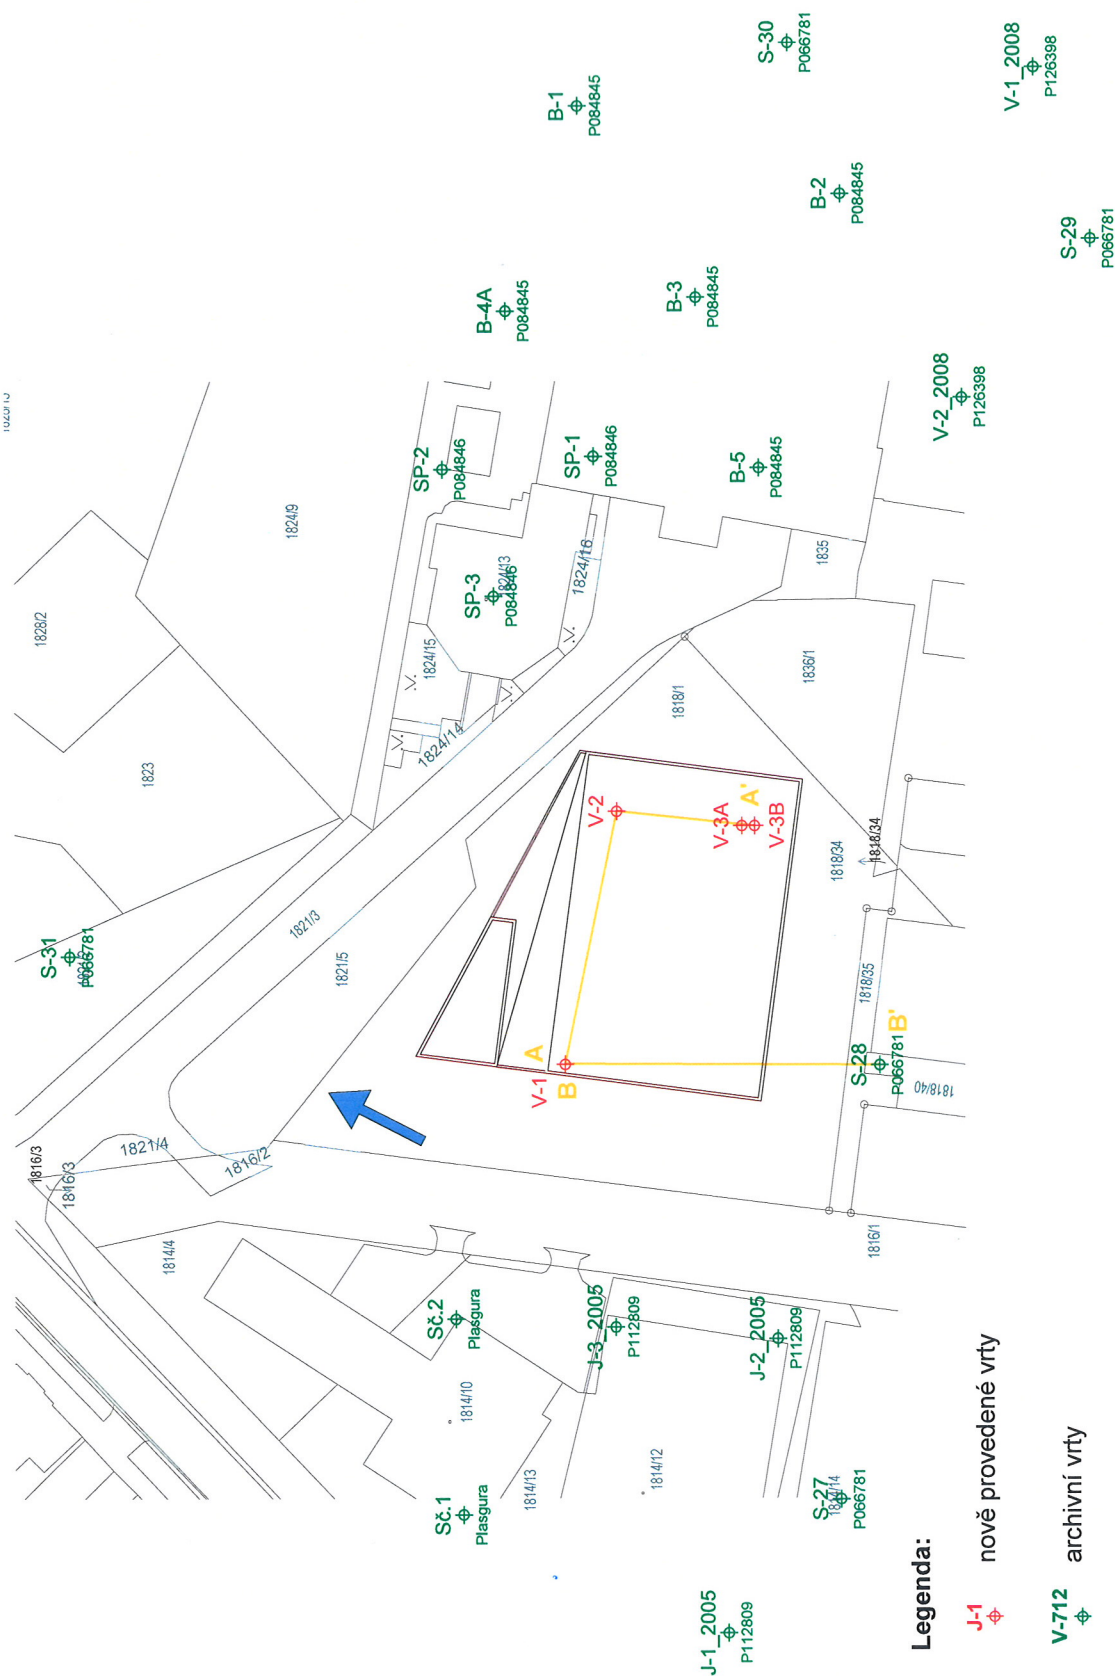 S-30
P066781
V-1_2008
P126398
B-1
P084845
B-2
P084845
S-29
P066781
B-4A
P084845
B-3
P084845
V-2_2008
P126398
SP-2
P084846
SP-1
P084846
B-5
P084845
1824/9
1828/2
SP-3
P084846
1824/13
1824/16
1835
1824/15
1836/1
1818/1
1824/14
1823
V.
V.
V.
V.
V-2
V-3A
A'
V-3B
1818/34
1818/34
1821/3
1821/5
S-31
P066781
1818/35
A
V-1
B
S-28
P066781
B'
1818/40
1816/3
1816/3
1821/4
1816/2
1814/4
1816/1
Sč.2
Plasgura
J-3_2005
P112809
J-2_2005
P112809
1814/10
1814/12
1814/13
Sč.1
Plasgura
S-27
P066781
1814/14
J-1_2005
P112809
Legenda:
J-1
nově provedené vrty
V-712
archivní vrty